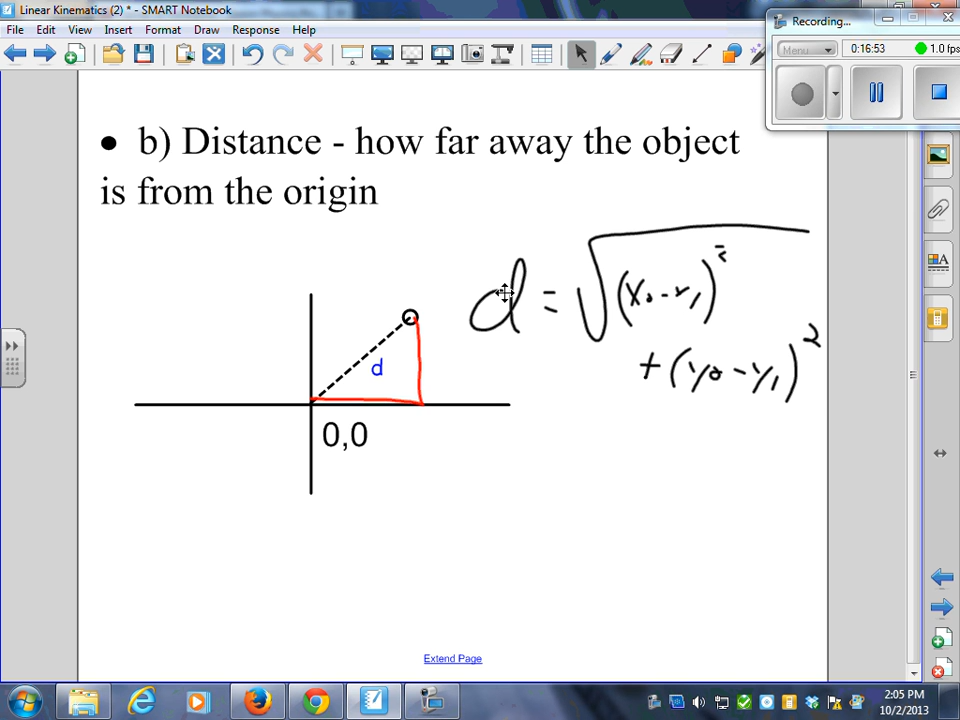 Linear Kinematics (2) * - SMART Notebook
File Edit View Insert Format Draw Response Help
Recording...
Menu 0:16:53 1.0 fps
• b) Distance - how far away the object
is from the origin
d = √(x₂-x₁)²
+(y₂-y₁)²
d
0,0
Extend Page
2:05 PM
10/2/2013